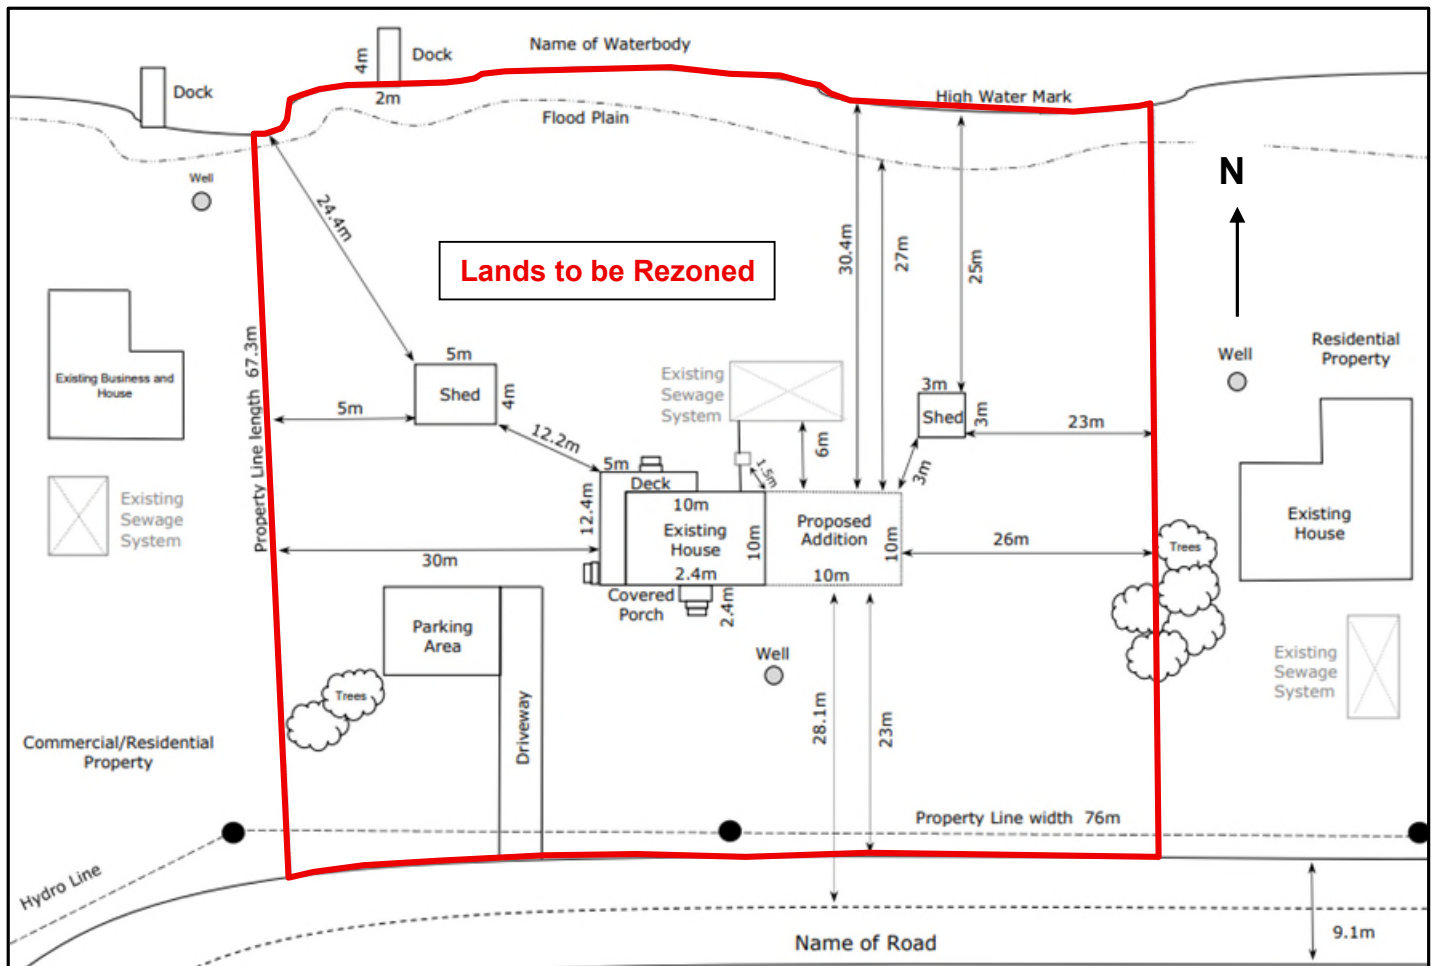 Name of Waterbody
4m
Dock
Dock
2m
High Water Mark
Flood Plain
Well
N
24.4m
Lands to be Rezoned
30.4m
27m
25m
Property Line length 67.3m
Existing Business and
House
5m
Shed
4m
5m
Existing
Sewage
System
3m
Shed
3m
23m
Well
Residential
Property
12.2m
6m
3m
1.5m
5m
Deck
12.4m
10m
Existing
House
10m
2.4m
Proposed
Addition
10m
10m
26m
30m
Existing
Sewage
System
Trees
Existing
House
Covered
Porch
2.4m
Parking
Area
Well
Trees
Driveway
28.1m
23m
Existing
Sewage
System
Commercial/Residential
Property
Property Line width 76m
Hydro Line
Name of Road
9.1m